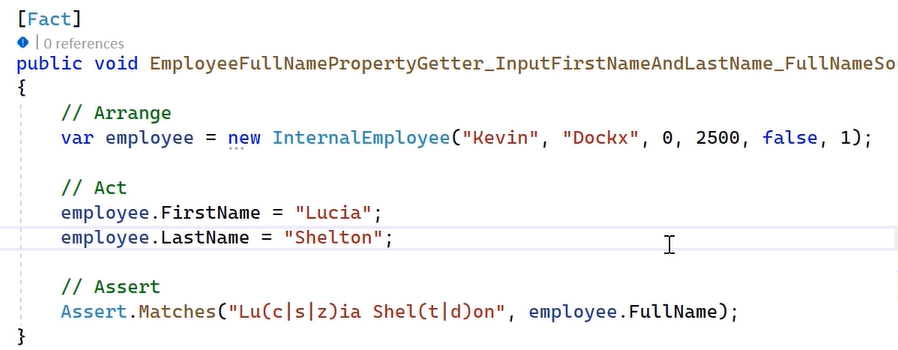 [Fact]
0 references
public void EmployeeFullNamePropertyGetter_InputFirstNameAndLastName_FullNameSo
{
// Arrange
var employee = new InternalEmployee("Kevin", "Dockx", 0, 2500, false, 1);
// Act
employee.FirstName = "Lucia";
employee.LastName = "Shelton";
// Assert
Assert.Matches("Lu(c|s|z)ia Shel(t|d)on", employee.FullName);
}